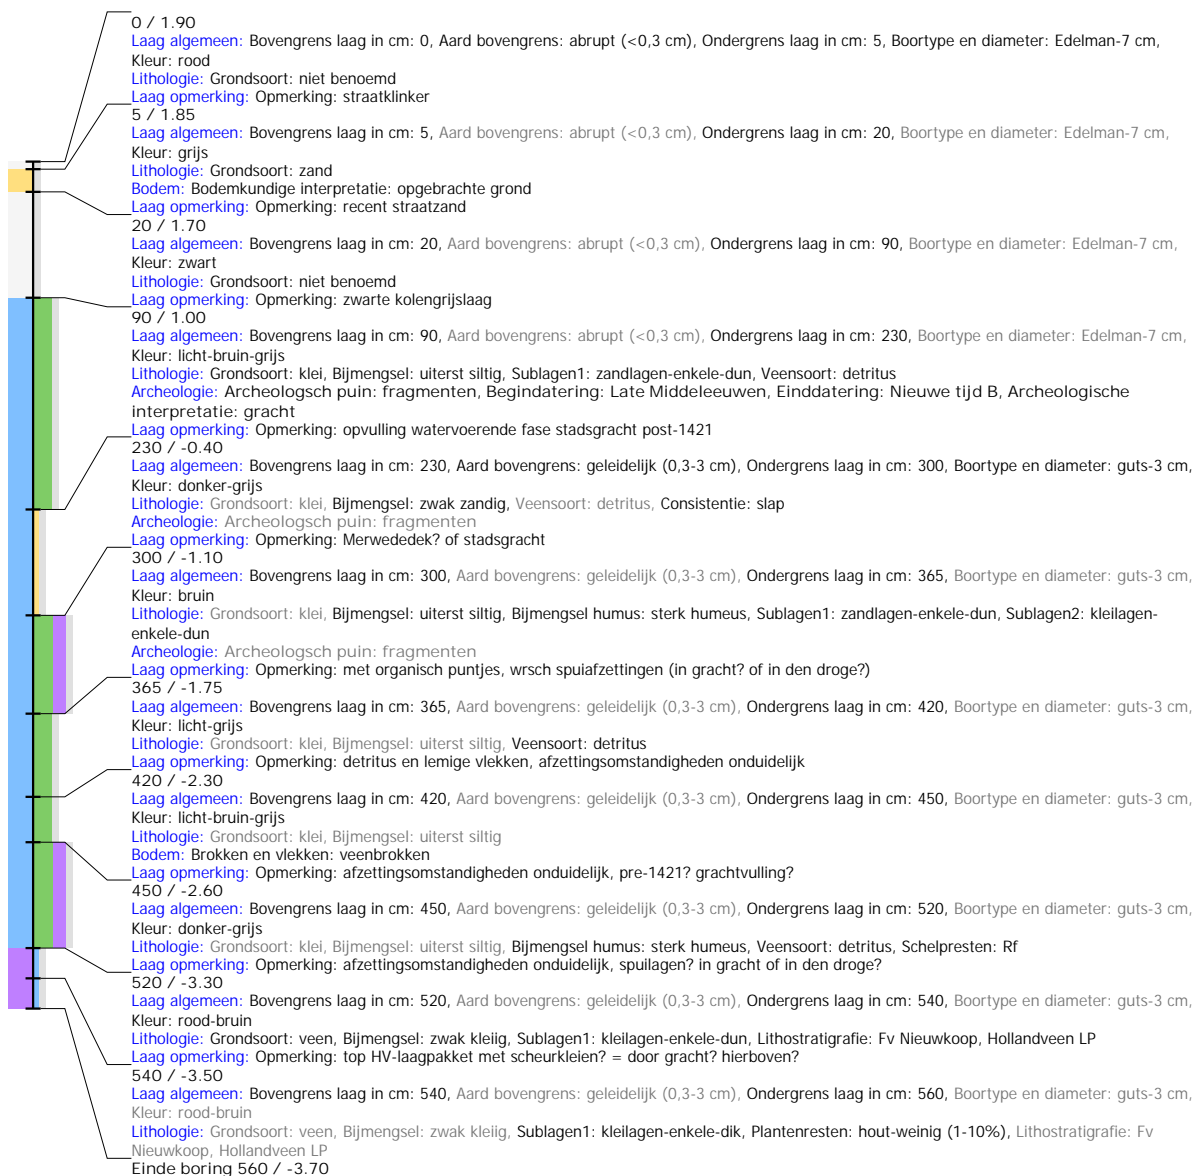 0 / 1.90
Laag algemeen: Bovengrens laag in cm: 0, Aard bovengrens: abrupt (<0,3 cm), Ondergrens laag in cm: 5, Boortype en diameter: Edelman-7 cm,
Kleur: rood
Lithologie: Grondsoort: niet benoemd
Laag opmerking: Opmerking: straatklinker
5 / 1.85
Laag algemeen: Bovengrens laag in cm: 5, Aard bovengrens: abrupt (<0,3 cm), Ondergrens laag in cm: 20, Boortype en diameter: Edelman-7 cm,
Kleur: grijs
Lithologie: Grondsoort: zand
Bodem: Bodemkundige interpretatie: opgebrachte grond
Laag opmerking: Opmerking: recent straatzand
20 / 1.70
Laag algemeen: Bovengrens laag in cm: 20, Aard bovengrens: abrupt (<0,3 cm), Ondergrens laag in cm: 90, Boortype en diameter: Edelman-7 cm,
Kleur: zwart
Lithologie: Grondsoort: niet benoemd
Laag opmerking: Opmerking: zwarte kolengrijslaag
90 / 1.00
Laag algemeen: Bovengrens laag in cm: 90, Aard bovengrens: abrupt (<0,3 cm), Ondergrens laag in cm: 230, Boortype en diameter: Edelman-7 cm,
Kleur: licht-bruin-grijs
Lithologie: Grondsoort: klei, Bijmengsel: uiterst siltig, Sublagen1: zandlagen-enkele-dun, Veensoort: detritus
Archeologie: Archeologsch puin: fragmenten, Begindatering: Late Middeleeuwen, Einddatering: Nieuwe tijd B, Archeologische
interpretatie: gracht
Laag opmerking: Opmerking: opvulling watervoerende fase stadsgracht post-1421
230 / -0.40
Laag algemeen: Bovengrens laag in cm: 230, Aard bovengrens: geleidelijk (0,3-3 cm), Ondergrens laag in cm: 300, Boortype en diameter: guts-3 cm,
Kleur: donker-grijs
Lithologie: Grondsoort: klei, Bijmengsel: zwak zandig, Veensoort: detritus, Consistentie: slap
Archeologie: Archeologsch puin: fragmenten
Laag opmerking: Opmerking: Merwededek? of stadsgracht
300 / -1.10
Laag algemeen: Bovengrens laag in cm: 300, Aard bovengrens: geleidelijk (0,3-3 cm), Ondergrens laag in cm: 365, Boortype en diameter: guts-3 cm,
Kleur: bruin
Lithologie: Grondsoort: klei, Bijmengsel: uiterst siltig, Bijmengsel humus: sterk humeus, Sublagen1: zandlagen-enkele-dun, Sublagen2: kleilagen-
enkele-dun
Archeologie: Archeologsch puin: fragmenten
Laag opmerking: Opmerking: met organisch puntjes, wrsch spuiafzettingen (in gracht? of in den droge?)
365 / -1.75
Laag algemeen: Bovengrens laag in cm: 365, Aard bovengrens: geleidelijk (0,3-3 cm), Ondergrens laag in cm: 420, Boortype en diameter: guts-3 cm,
Kleur: licht-grijs
Lithologie: Grondsoort: klei, Bijmengsel: uiterst siltig, Veensoort: detritus
Laag opmerking: Opmerking: detritus en lemige vlekken, afzettingsomstandigheden onduidelijk
420 / -2.30
Laag algemeen: Bovengrens laag in cm: 420, Aard bovengrens: geleidelijk (0,3-3 cm), Ondergrens laag in cm: 450, Boortype en diameter: guts-3 cm,
Kleur: licht-bruin-grijs
Lithologie: Grondsoort: klei, Bijmengsel: uiterst siltig
Bodem: Brokken en vlekken: veenbrokken
Laag opmerking: Opmerking: afzettingsomstandigheden onduidelijk, pre-1421? grachtvulling?
450 / -2.60
Laag algemeen: Bovengrens laag in cm: 450, Aard bovengrens: geleidelijk (0,3-3 cm), Ondergrens laag in cm: 520, Boortype en diameter: guts-3 cm,
Kleur: donker-grijs
Lithologie: Grondsoort: klei, Bijmengsel: uiterst siltig, Bijmengsel humus: sterk humeus, Veensoort: detritus, Schelpresten: Rf
Laag opmerking: Opmerking: afzettingsomstandigheden onduidelijk, spuilagen? in gracht of in den droge?
520 / -3.30
Laag algemeen: Bovengrens laag in cm: 520, Aard bovengrens: geleidelijk (0,3-3 cm), Ondergrens laag in cm: 540, Boortype en diameter: guts-3 cm,
Kleur: rood-bruin
Lithologie: Grondsoort: veen, Bijmengsel: zwak kleiig, Sublagen1: kleilagen-enkele-dun, Lithostratigrafie: Fv Nieuwkoop, Hollandveen LP
Laag opmerking: Opmerking: top HV-laagpakket met scheurkleien? = door gracht? hierboven?
540 / -3.50
Laag algemeen: Bovengrens laag in cm: 540, Aard bovengrens: geleidelijk (0,3-3 cm), Ondergrens laag in cm: 560, Boortype en diameter: guts-3 cm,
Kleur: rood-bruin
Lithologie: Grondsoort: veen, Bijmengsel: zwak kleiig, Sublagen1: kleilagen-enkele-dik, Plantenresten: hout-weinig (1-10%), Lithostratigrafie: Fv
Nieuwkoop, Hollandveen LP
Einde boring 560 / -3.70